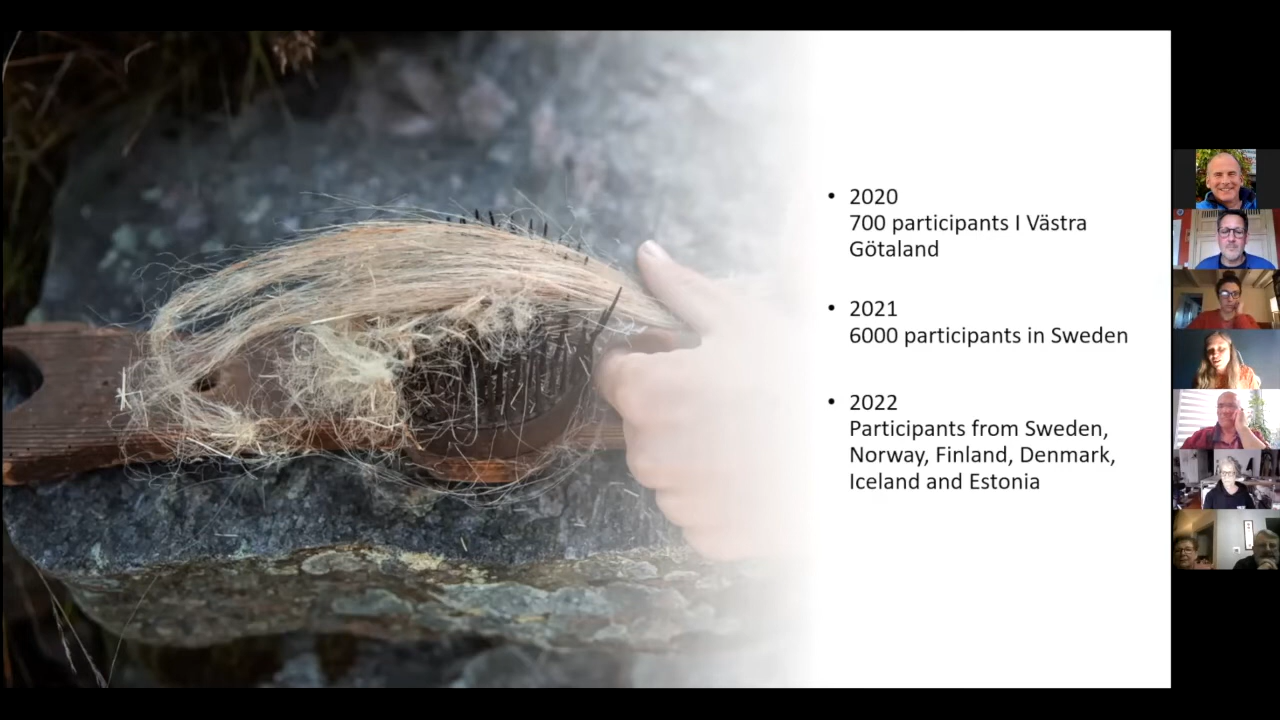 • 2020
700 participants I Västra
Götaland
• 2021
6000 participants in Sweden
• 2022
Participants from Sweden,
Norway, Finland, Denmark,
Iceland and Estonia